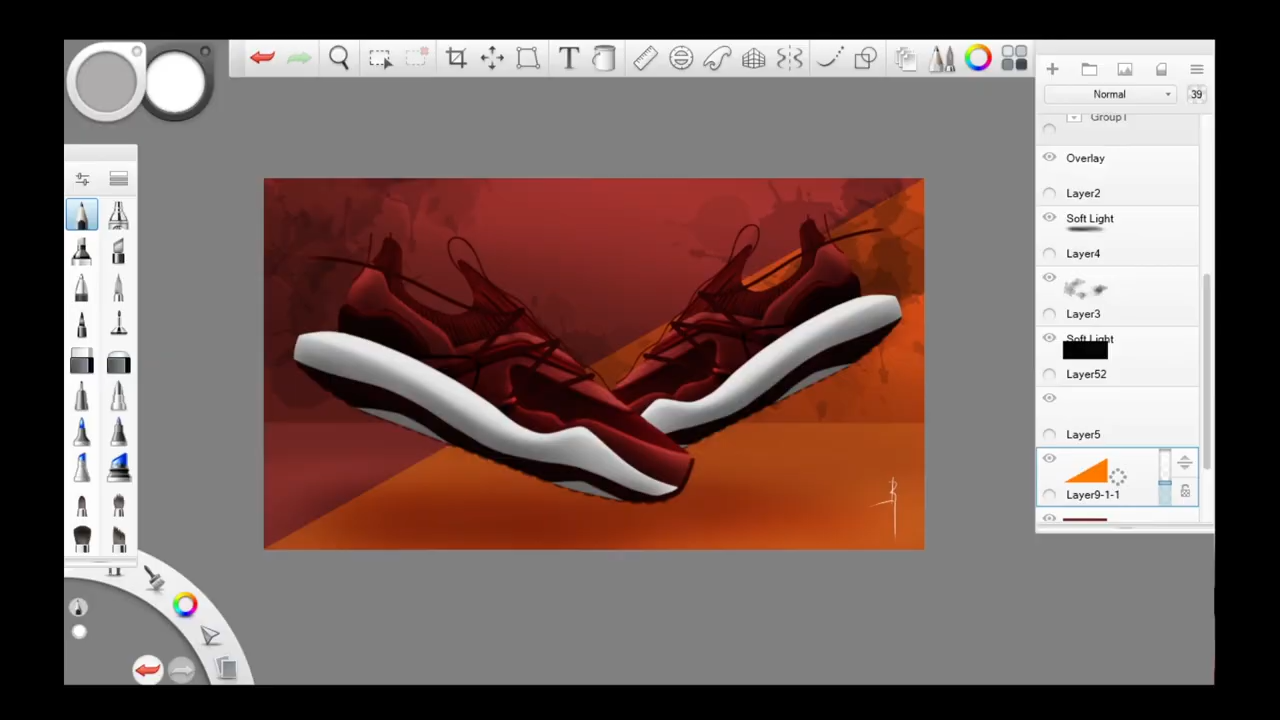 Normal
39
Group1
Overlay
Layer2
Soft Light
Layer4
Layer3
Soft Light
Layer52
Layer5
Layer9-1-1